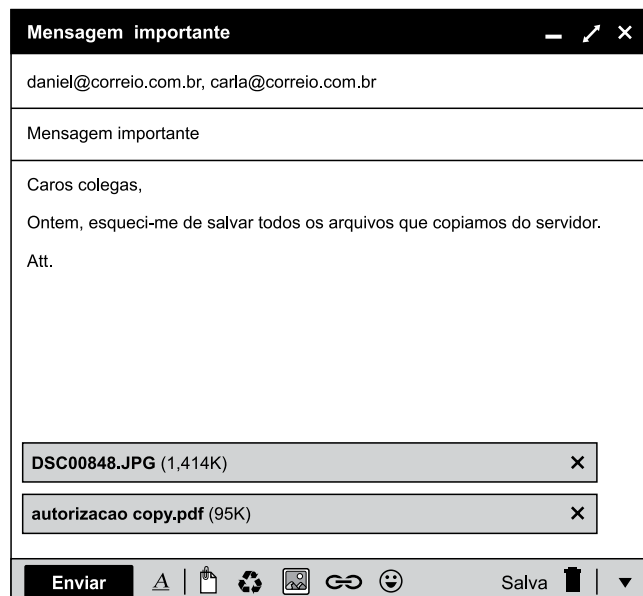 Mensagem importante
daniel@correio.com.br, carla@correio.com.br
Mensagem importante
Caros colegas,
Ontem, esqueci-me de salvar todos os arquivos que copiamos do servidor.
Att.
DSC00848.JPG (1,414K)
autorizacao copy.pdf (95K)
Enviar A Salva